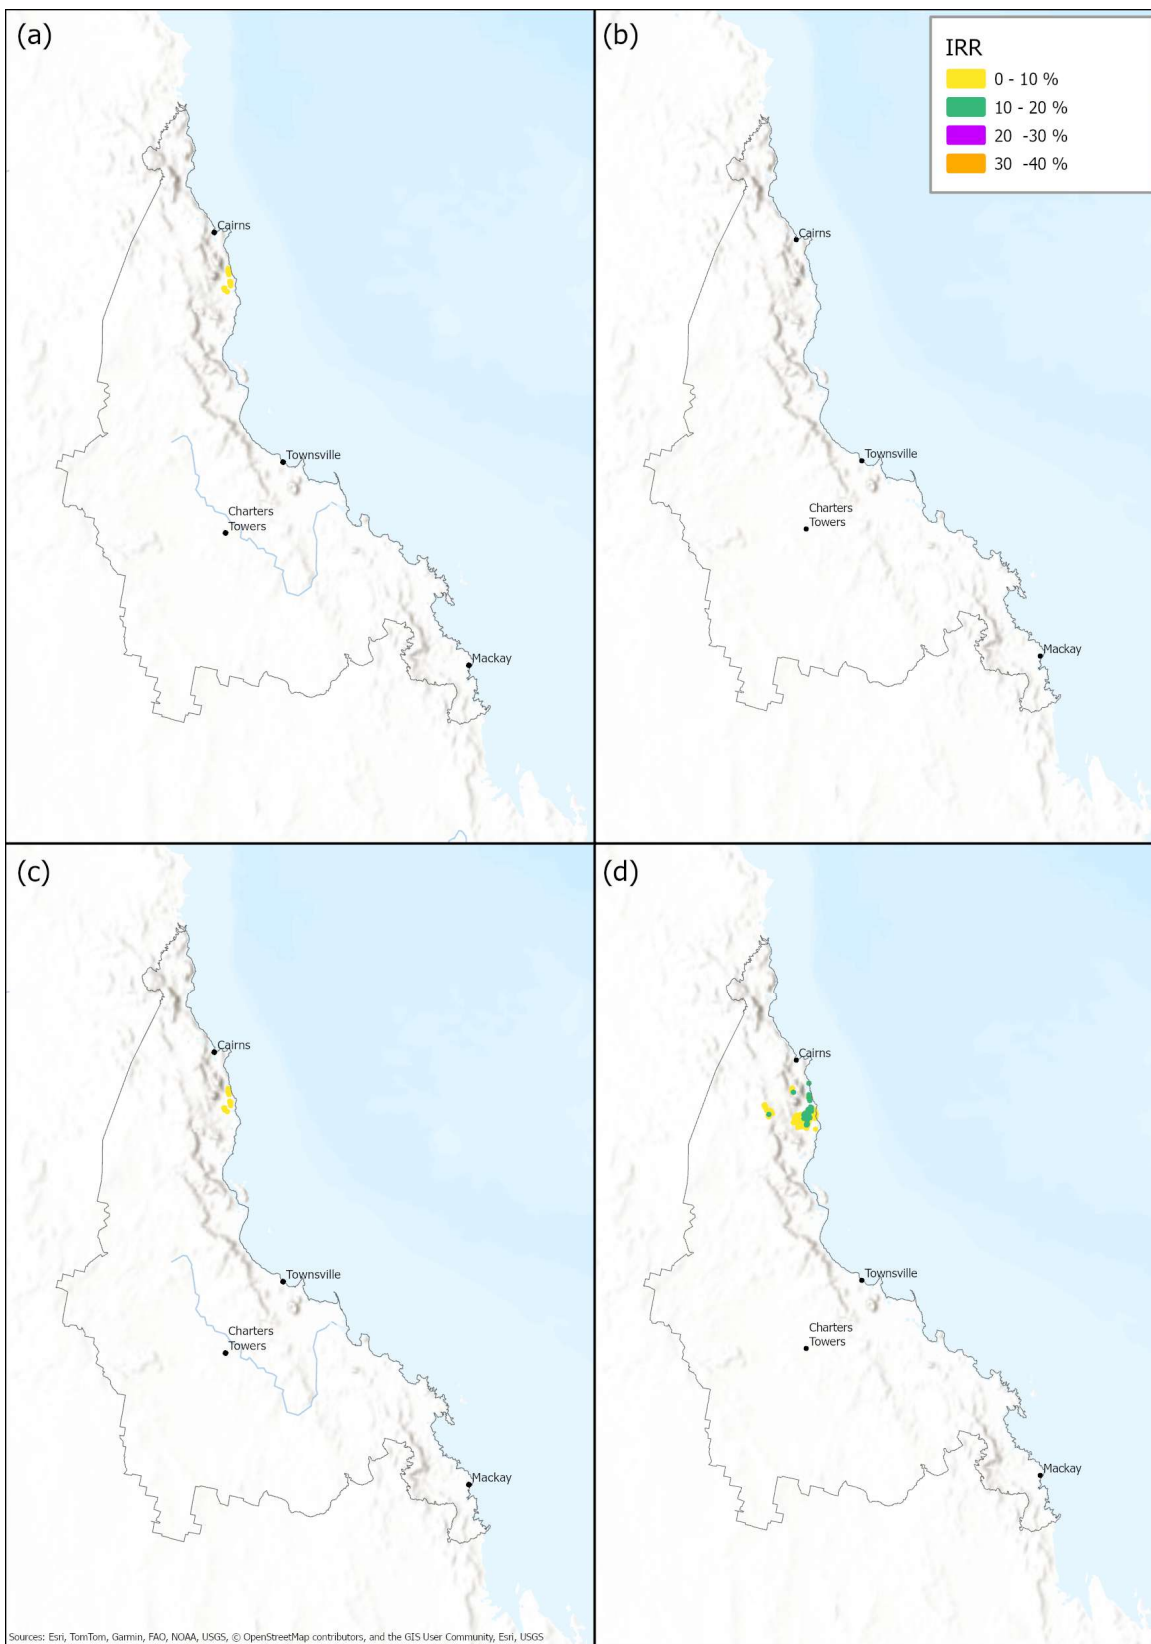 (a)
Cairns
Townsville
Charters
Towers
Mackay
(b)
IRR
0 - 10 %
10 - 20 %
20 -30 %
30 -40 %
Cairns
Townsville
Charters
Towers
Mackay
(c)
Cairns
Townsville
Charters
Towers
Mackay
Sources: Esri, TomTom, Garmin, FAO, NOAA, USGS, © OpenStreetMap contributors, and the GIS User Community, Esri, USGS
(d)
Cairns
Townsville
Charters
Towers
Mackay